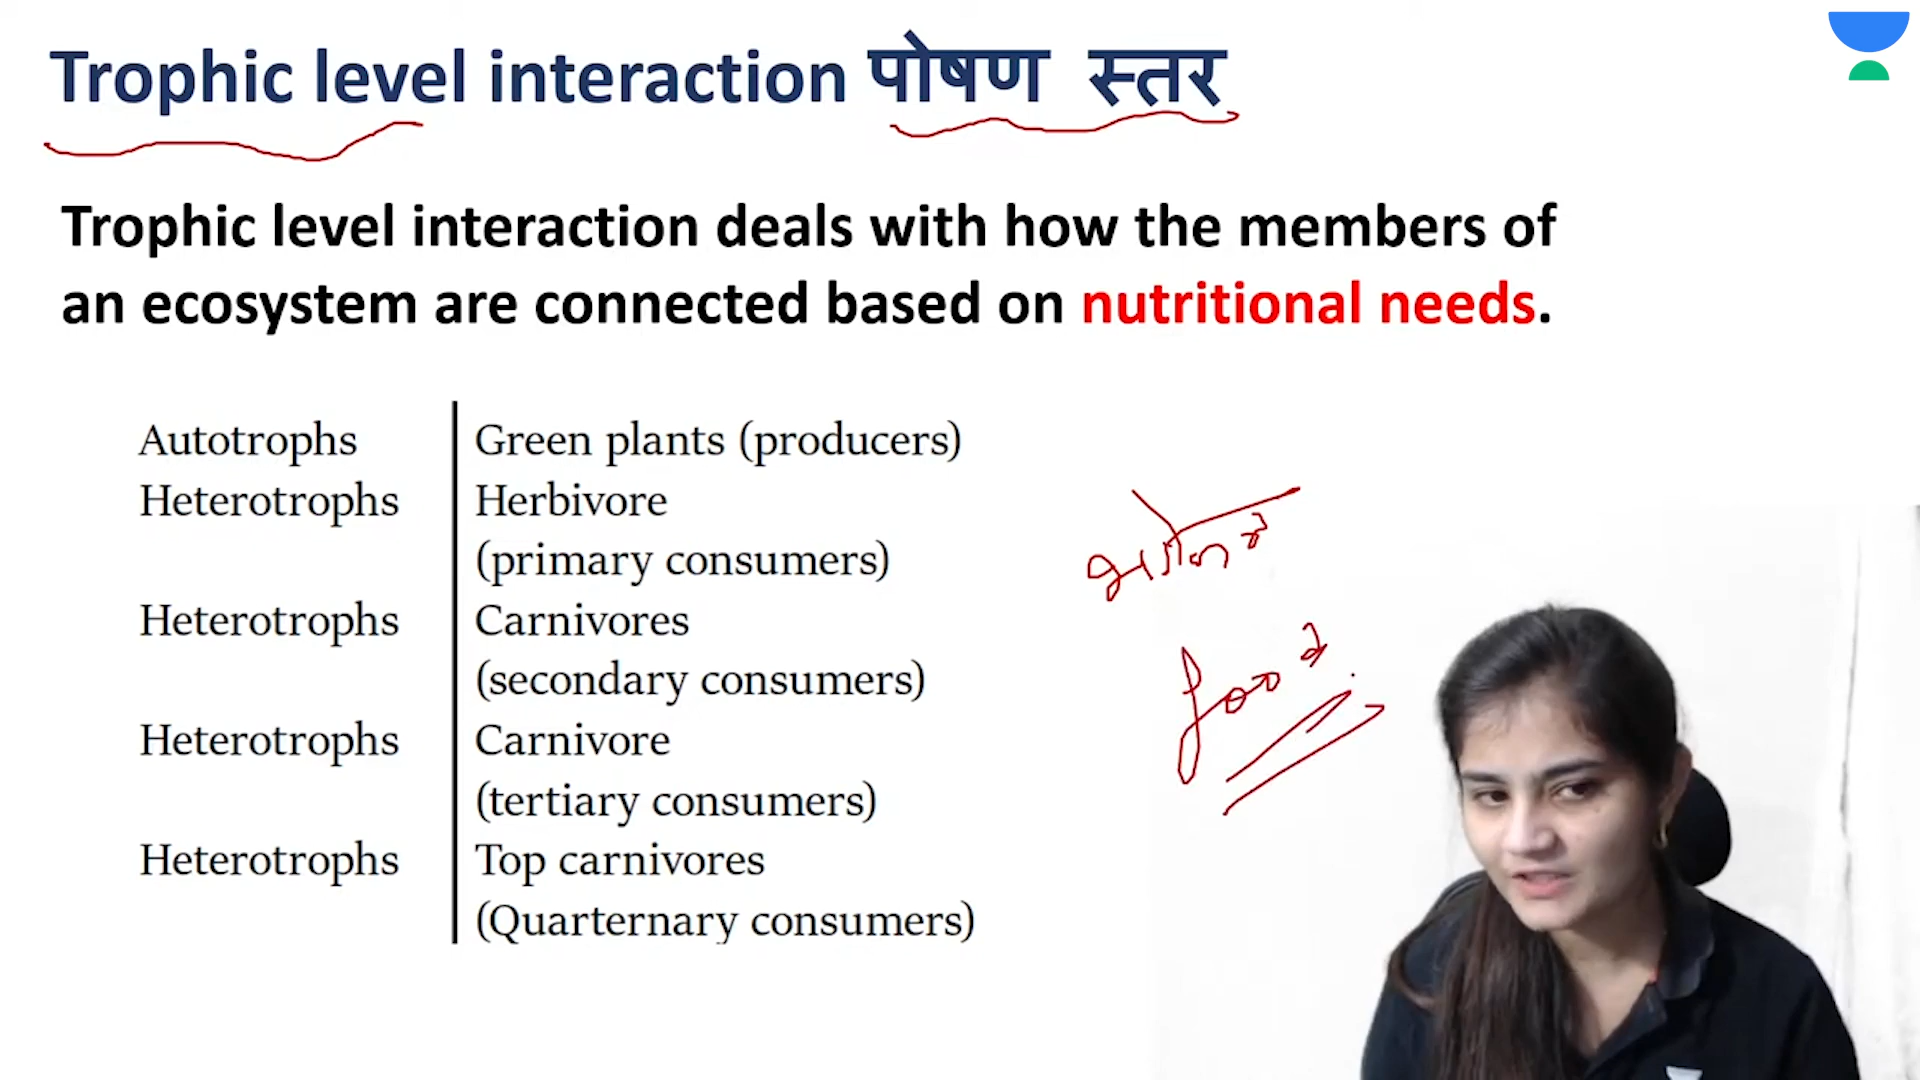 Trophic level interaction पोषण स्तर
Trophic level interaction deals with how the members of
an ecosystem are connected based on nutritional needs.
Autotrophs Green plants (producers)
Heterotrophs Herbivore
(primary consumers)
Heterotrophs Carnivores
(secondary consumers)
Heterotrophs Carnivore
(tertiary consumers)
Heterotrophs Top carnivores
(Quarternary consumers)
food